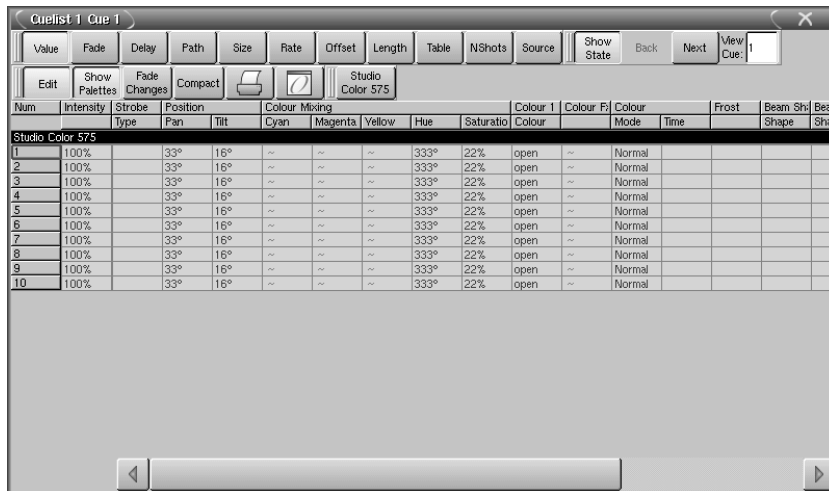 Cuelist 1 Cue 1
Value Fade Delay Path Size Rate Offset Length Table NShots Source Show State Back Next View Cue: 1
Edit Show Palettes Fade Changes Compact Studio Color 575
Num Intensity Strobe Position Colour Mixing Colour 1 Colour F Colour Frost Beam Sh Bea
Type Pan Tilt Cyan Magenta Yellow Hue Saturatio Colour Mode Time Shape Sha
Studio Color 575
1 100% 33° 16° ~ ~ ~ 333° 22% open ~ Normal
2 100% 33° 16° ~ ~ ~ 333° 22% open ~ Normal
3 100% 33° 16° ~ ~ ~ 333° 22% open ~ Normal
4 100% 33° 16° ~ ~ ~ 333° 22% open ~ Normal
5 100% 33° 16° ~ ~ ~ 333° 22% open ~ Normal
6 100% 33° 16° ~ ~ ~ 333° 22% open ~ Normal
7 100% 33° 16° ~ ~ ~ 333° 22% open ~ Normal
8 100% 33° 16° ~ ~ ~ 333° 22% open ~ Normal
9 100% 33° 16° ~ ~ ~ 333° 22% open ~ Normal
10 100% 33° 16° ~ ~ ~ 333° 22% open ~ Normal